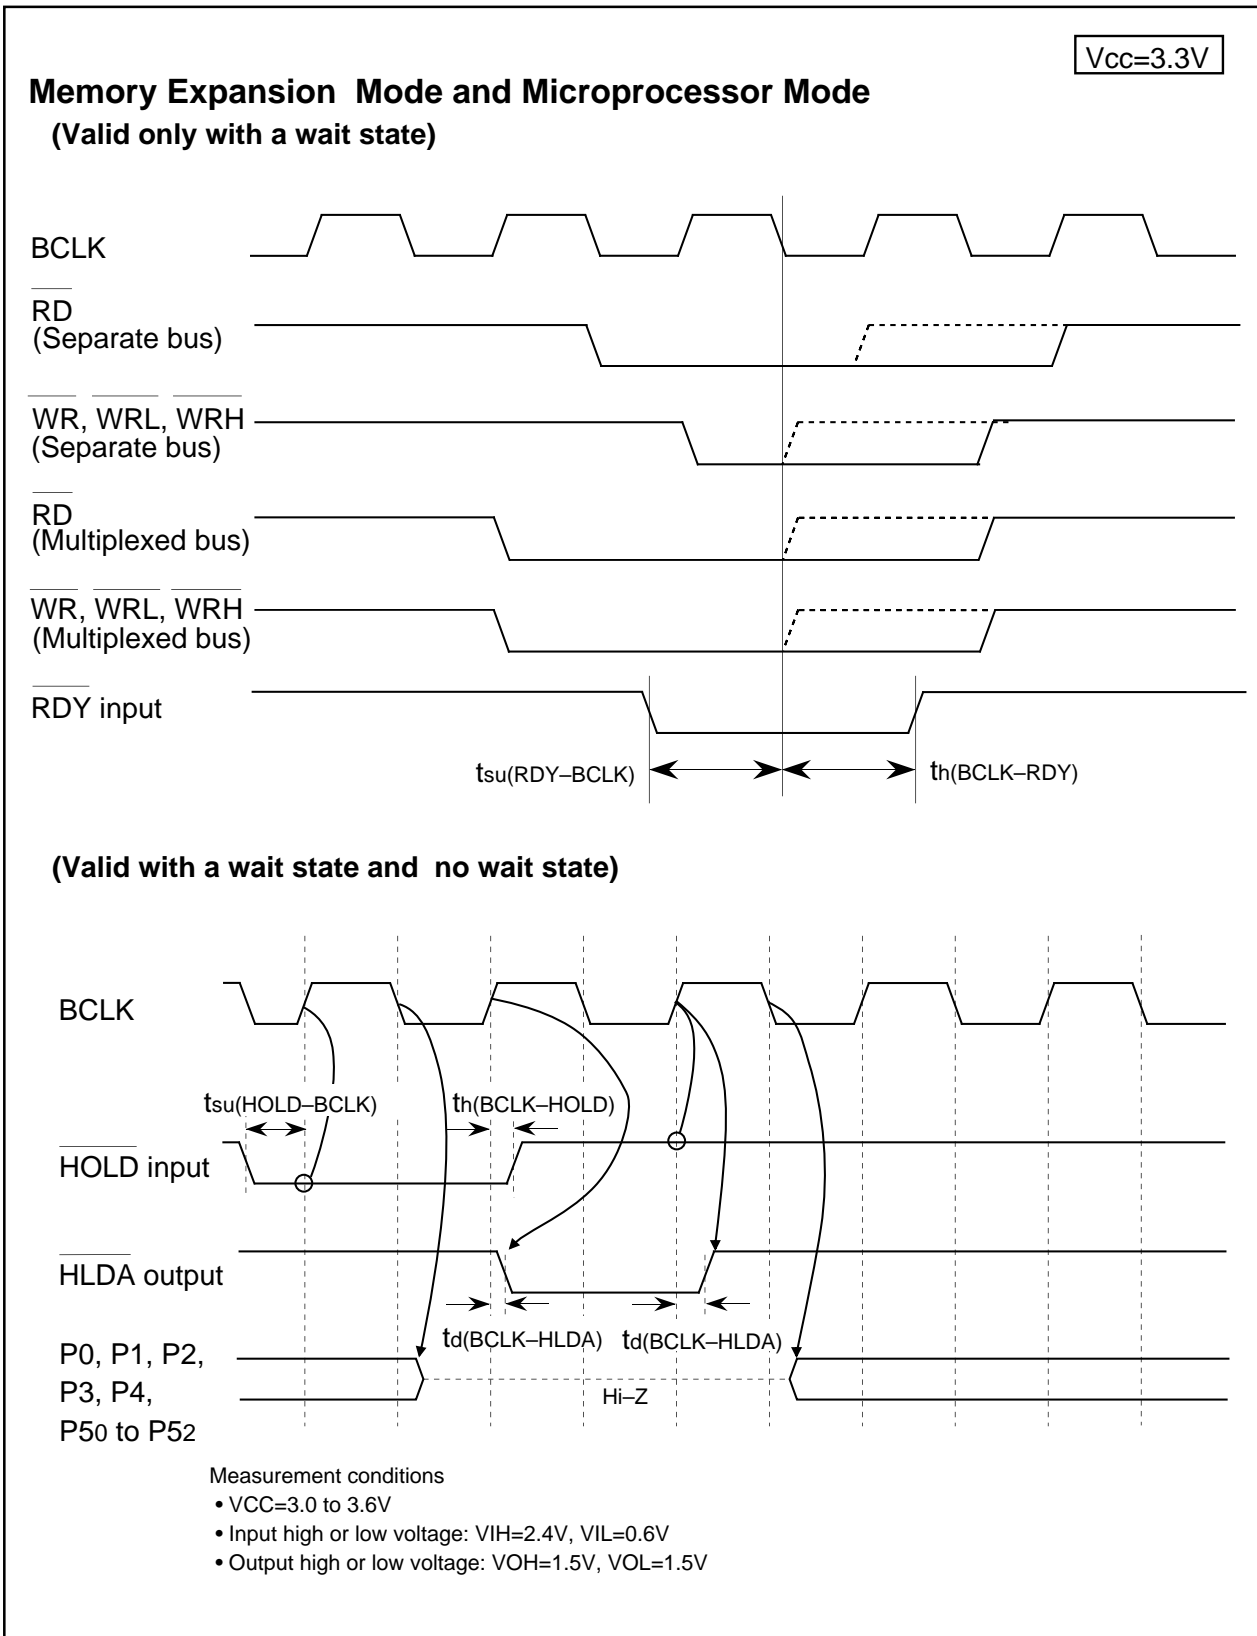 Vcc=3.3V
Memory Expansion Mode and Microprocessor Mode
(Valid only with a wait state)
BCLK
RD
(Separate bus)
WR, WRL, WRH
(Separate bus)
RD
(Multiplexed bus)
WR, WRL, WRH
(Multiplexed bus)
RDY input
tsu(RDY–BCLK)
th(BCLK–RDY)
(Valid with a wait state and no wait state)
BCLK
tsu(HOLD–BCLK)
th(BCLK–HOLD)
HOLD input
HLDA output
td(BCLK–HLDA)
td(BCLK–HLDA)
P0, P1, P2,
P3, P4,
P50 to P52
Hi–Z
Measurement conditions
• VCC=3.0 to 3.6V
• Input high or low voltage: VIH=2.4V, VIL=0.6V
• Output high or low voltage: VOH=1.5V, VOL=1.5V